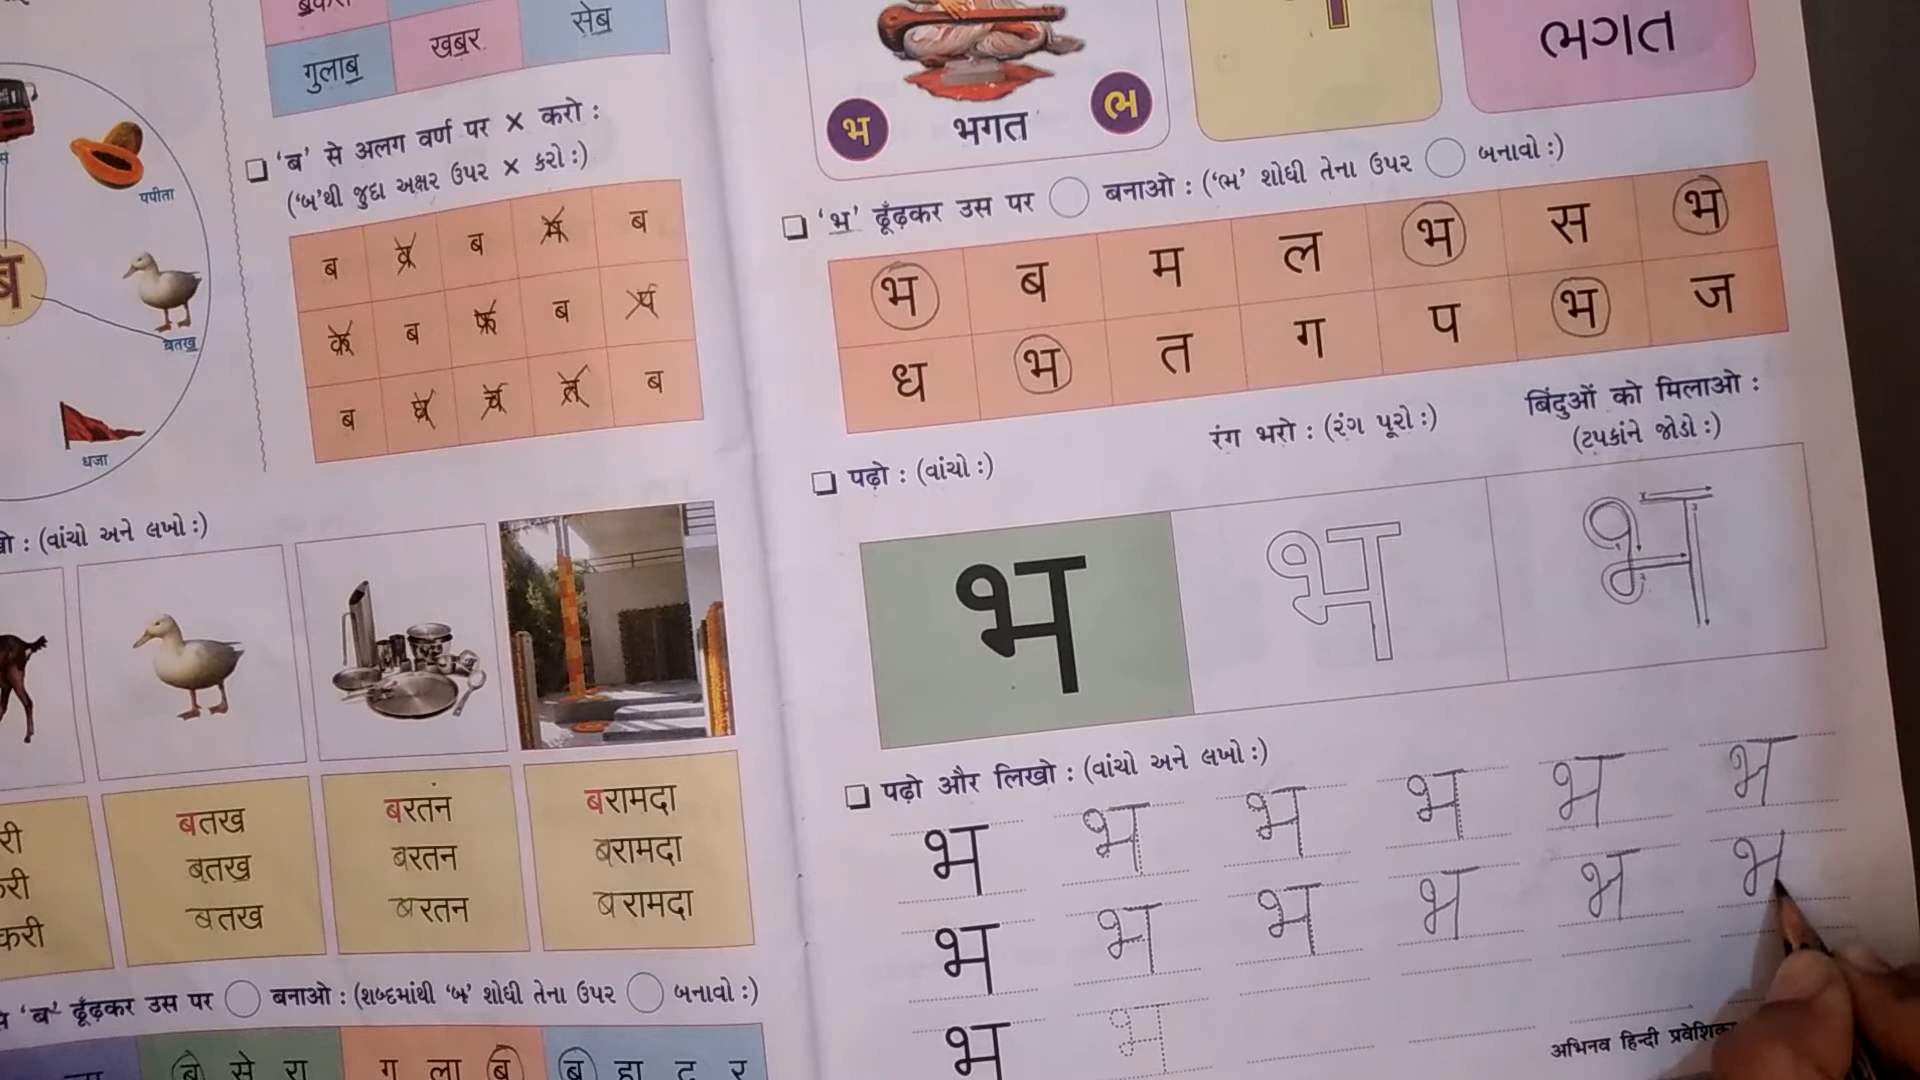 गुलाब खबर सेब
पपीता
बतख
धजा
'ब' से अलग वर्ण पर × करो :
('બ'થી જુદા અક્ષર ઉપર × કરો :)
ब ब ब
ब ब
ब ब
(વાંચો અને લખો :)
बतख बरतन बरामदा
बतख बरतन बरामदा
करी बतख बरतन बरामदा
'ब' ढूँढ़कर उस पर ◯ बनाओ : (શબ્દમાંથી 'બ' શોધી તેના ઉપર ◯ બનાવો :)
बे से रा ग ला ब ब हा द र
भ भगत ભ
ભગત
'भ' ढूँढ़कर उस पर ◯ बनाओ : ('ભ' શોધી તેના ઉપર ◯ બનાવો :)
भ ब म ल भ स भ
ध भ त ग प भ ज
पढ़ो : (વાંચો :) रंग भरो : (રંગ પૂરો :) बिंदुओं को मिलाओ :
(ટપકાંને જોડો :)
भ भ भ
पढ़ो और लिखो : (વાંચો અને લખો :)
भ भ भ भ भ भ
भ भ भ भ भ भ
भ भ
अभिनव हिन्दी प्रवेशिका